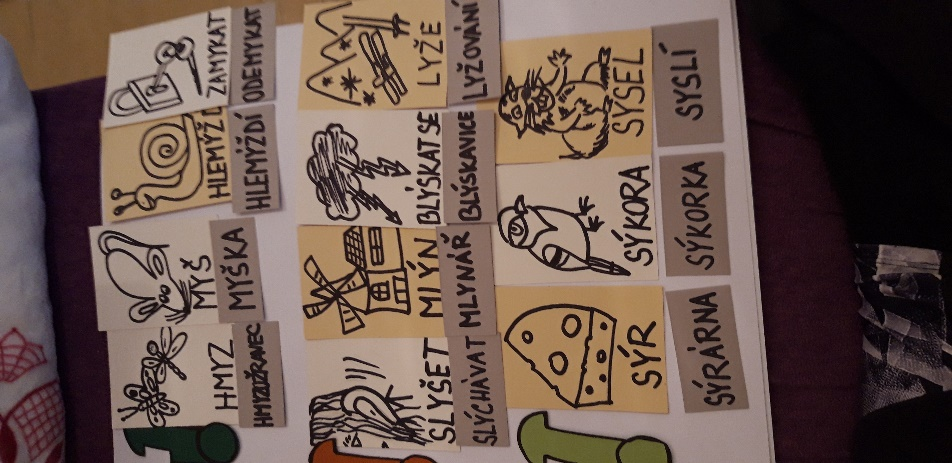 HMYZ
HMYZOŽRAVEC
MYŠ
MYŠKA
HLEMÝŽĎ
HLEMÝŽDÍ
ZAMYKAT
ODEMYKAT
SLYŠET
SLÝCHÁVAT
MLÝN
MLYNÁŘ
BLÝSKAT SE
BLÝSKAVICE
LYŽE
LYŽOVÁNÍ
SÝR
SÝRÁRNA
SÝKORA
SÝKORKA
SYSEL
SYSLÍ